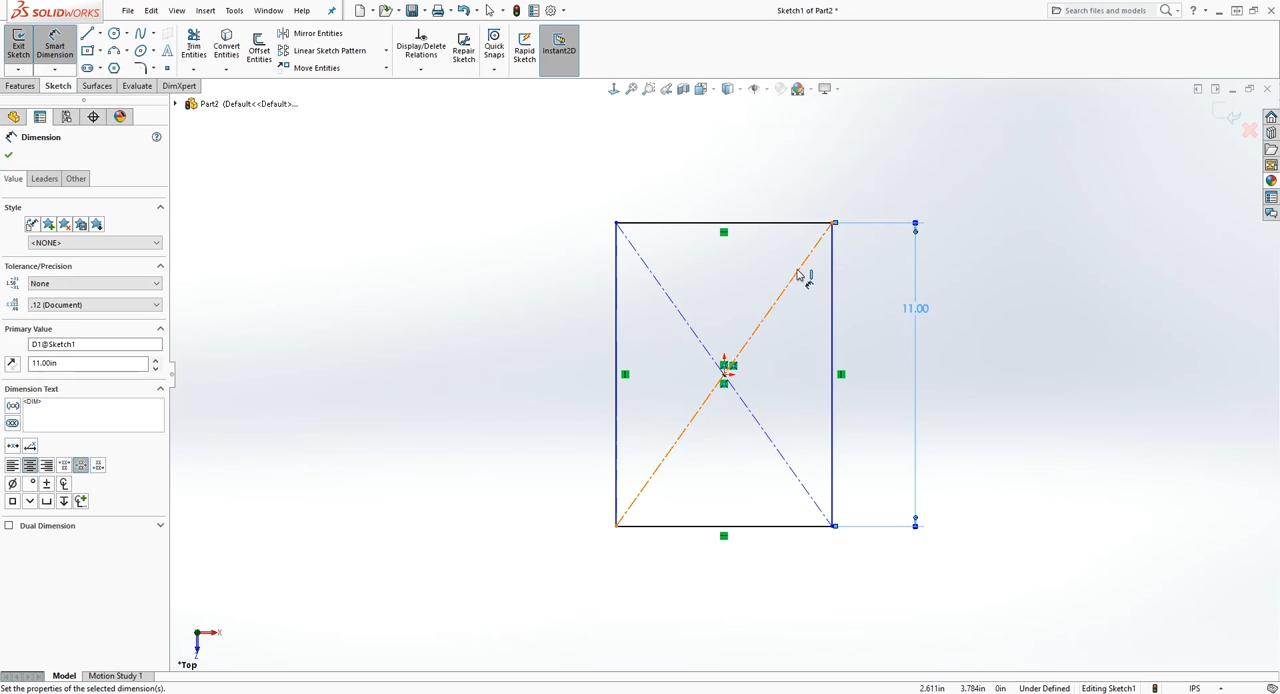 SOLIDWORKS File Edit View Insert Tools Window Help Sketch1 of Part2 * Search files and models ?
Exit Sketch
Smart Dimension
Trim Entities
Convert Entities
Offset Entities
Mirror Entities
Linear Sketch Pattern
Move Entities
Display/Delete Relations
Repair Sketch
Quick Snaps
Rapid Sketch
Instant2D
Features Sketch Surfaces Evaluate DimXpert
Part2 (Default<<Default>...
Dimension
Value Leaders Other
Style
<NONE>
Tolerance/Precision
None
.12 (Document)
Primary Value
D1@Sketch1
11.00in
Dimension Text
<DIM>
Dual Dimension
11.00
X
Z
*Top
Model Motion Study 1
Set the properties of the selected dimension(s). 2.611in 3.784in 0in Under Defined Editing Sketch1 IPS